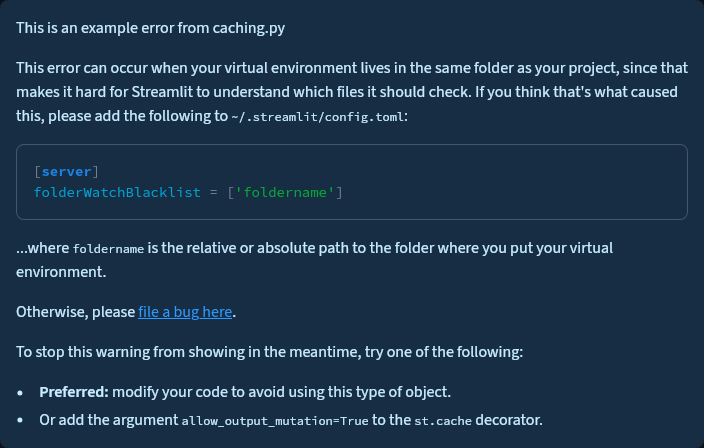 This is an example error from caching.py
This error can occur when your virtual environment lives in the same folder as your project, since that
makes it hard for Streamlit to understand which files it should check. If you think that's what caused
this, please add the following to ~/.streamlit/config.toml:
[server]
folderWatchBlacklist = ['foldername']
...where foldername is the relative or absolute path to the folder where you put your virtual
environment.
Otherwise, please file a bug here.
To stop this warning from showing in the meantime, try one of the following:
• Preferred: modify your code to avoid using this type of object.
• Or add the argument allow_output_mutation=True to the st.cache decorator.